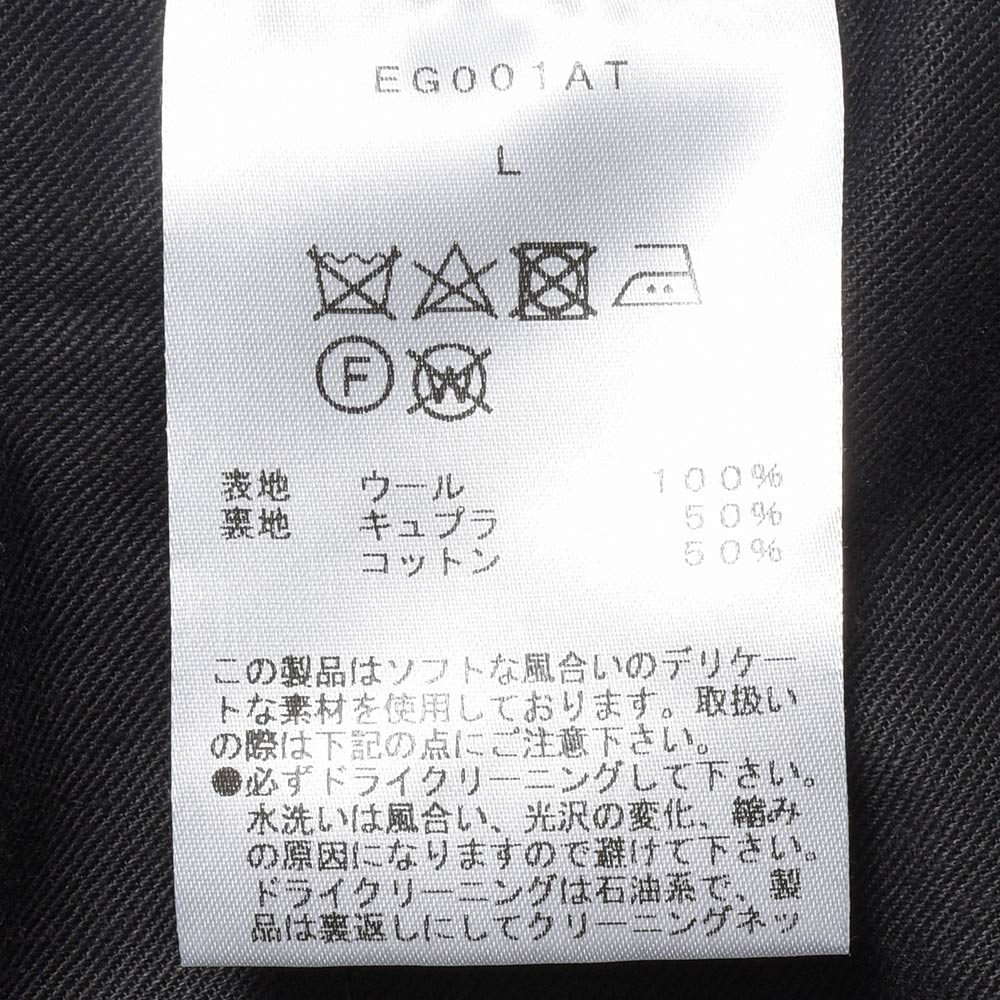 EG001AT
L
F
W
表地 ウール 100%
裏地 キュプラ 50%
コットン 50%
この製品はソフトな風合いのデリケー
トな素材を使用しております。取扱い
の際は下記の点にご注意下さい。
●必ずドライクリーニングして下さい。
水洗いは風合い、光沢の変化、縮み
の原因になりますので避けて下さい。
ドライクリーニングは石油系で、製
品は裏返しにしてクリーニングネッ